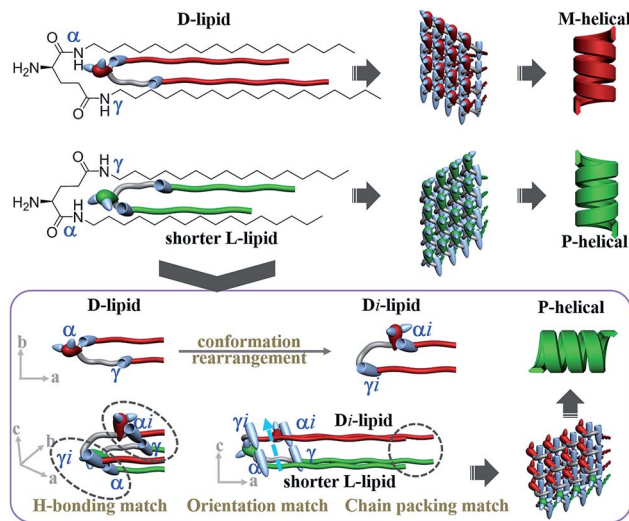 D-lipid
M-helical
α
O
N
H
H₂N
O
N
H
γ
O
H
N
γ
H₂N
O
N
H
α
shorter L-lipid
P-helical
D-lipid
Di-lipid
P-helical
α
conformation
rearrangement
αi
b
a
γ
γi
c
b
a
αi
γi
γ
α
Di-lipid
γi
αi
c
a
α
γ
shorter L-lipid
H-bonding match
Orientation match
Chain packing match